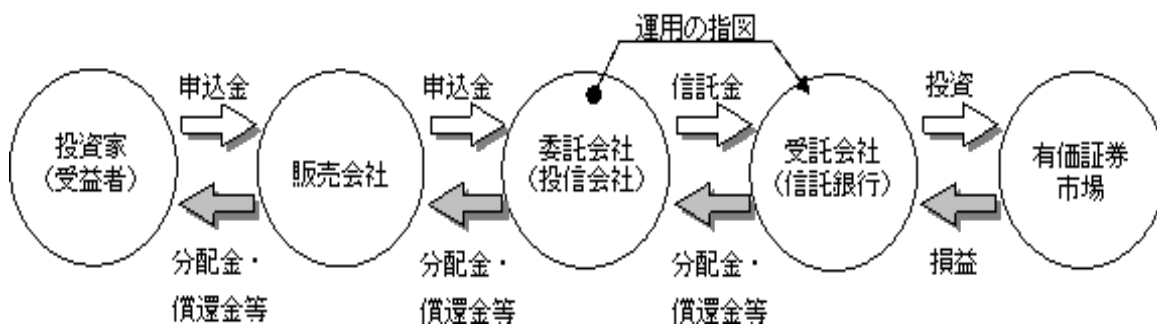 運用の指図
申込金
申込金
信託金
投資
投資家
(受益者)
販売会社
委託会社
(投信会社)
受託会社
(信託銀行)
有価証券
市場
分配金・
償還金等
分配金・
償還金等
分配金・
償還金等
損益